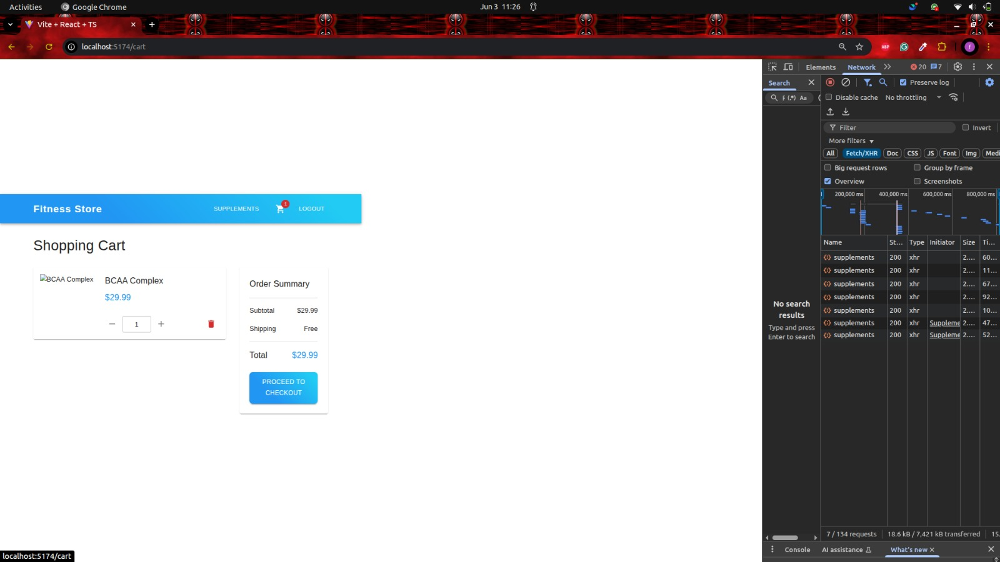 Activities
Google Chrome
Jun 3 11:26
Vite + React + TS
localhost:5174/cart
ABP
f
Fitness Store
SUPPLEMENTS
1
LOGOUT
Shopping Cart
BCAA Complex
BCAA Complex
$29.99
1
Order Summary
Subtotal $29.99
Shipping Free
Total $29.99
PROCEED TO
CHECKOUT
localhost:5174/cart
Elements
Network
20
7
Search
F (.*) Aa
No search
results
Type and press
Enter to search
Preserve log
Disable cache
No throttling
Filter
Invert
More filters
All Fetch/XHR Doc CSS JS Font Img Medi
Big request rows
Group by frame
Overview
Screenshots
200,000 ms 400,000 ms 600,000 ms 800,000 ms
Name St... Type Initiator Size Ti...
supplements 200 xhr 2.... 60...
supplements 200 xhr 2.... 11...
supplements 200 xhr 2.... 67...
supplements 200 xhr 2.... 92...
supplements 200 xhr 2.... 10...
supplements 200 xhr Suppleme 2.... 47...
supplements 200 xhr Suppleme 2.... 52...
7 / 134 requests 18.6 kB / 7,421 kB transferred 15.
Console AI assistance What's new